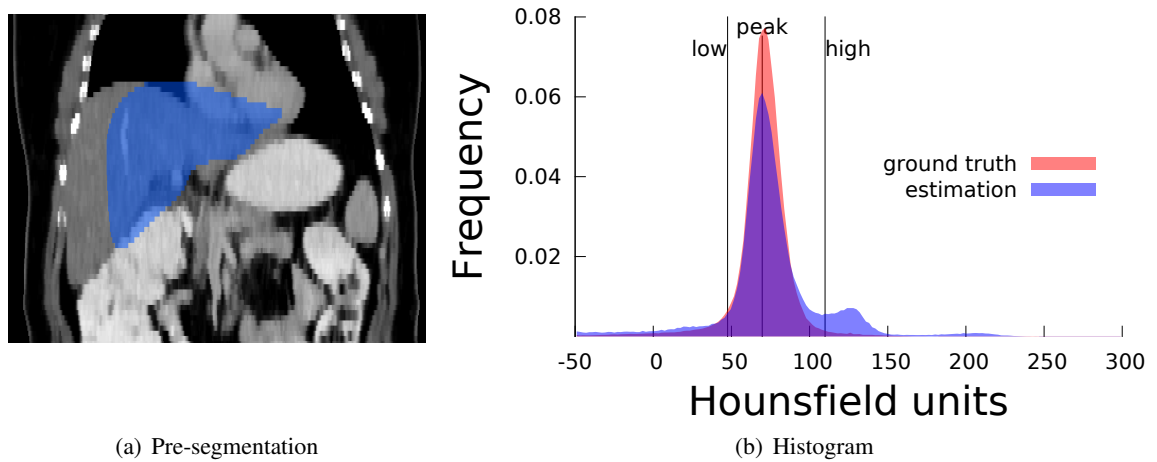 0.08
0.06
0.04
0.02
Frequency
low
peak
high
ground truth
estimation
-50 0 50 100 150 200 250 300
Hounsfield units
(a) Pre-segmentation
(b) Histogram